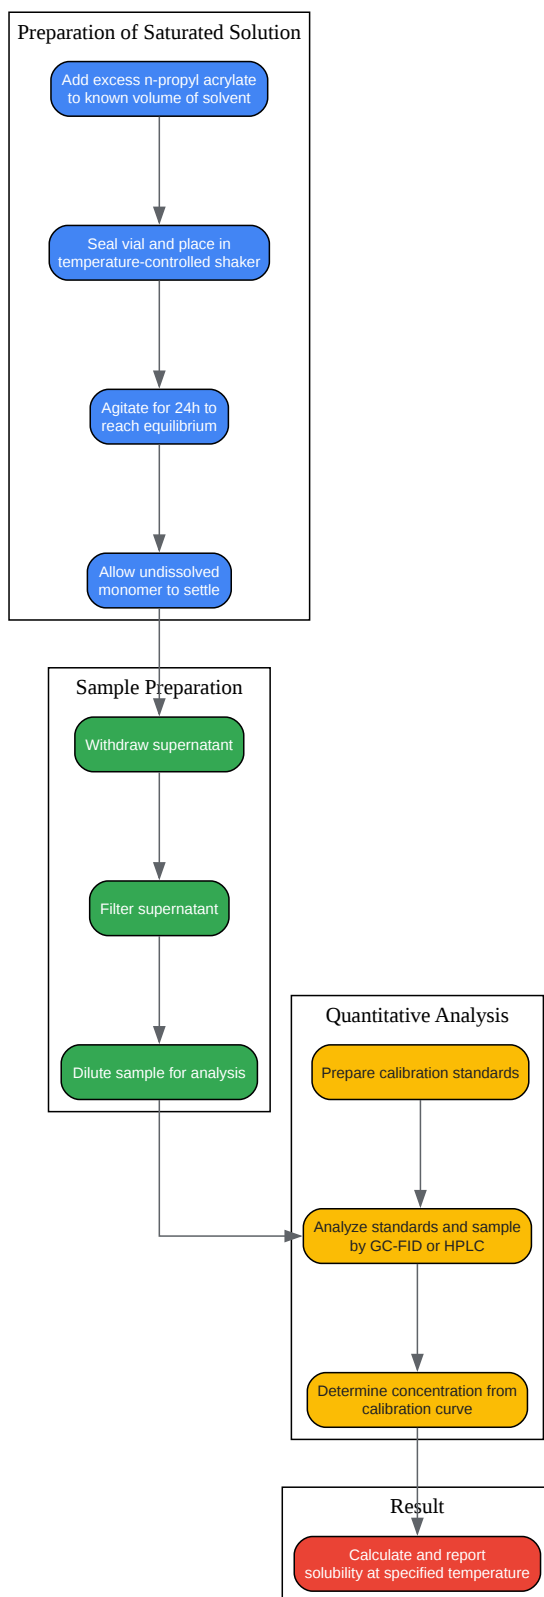 Preparation of Saturated Solution
Add excess n-propyl acrylate
to known volume of solvent
Seal vial and place in
temperature-controlled shaker
Agitate for 24h to
reach equilibrium
Allow undissolved
monomer to settle
Sample Preparation
Withdraw supernatant
Filter supernatant
Dilute sample for analysis
Quantitative Analysis
Prepare calibration standards
Analyze standards and sample
by GC-FID or HPLC
Determine concentration from
calibration curve
Result
Calculate and report
solubility at specified temperature